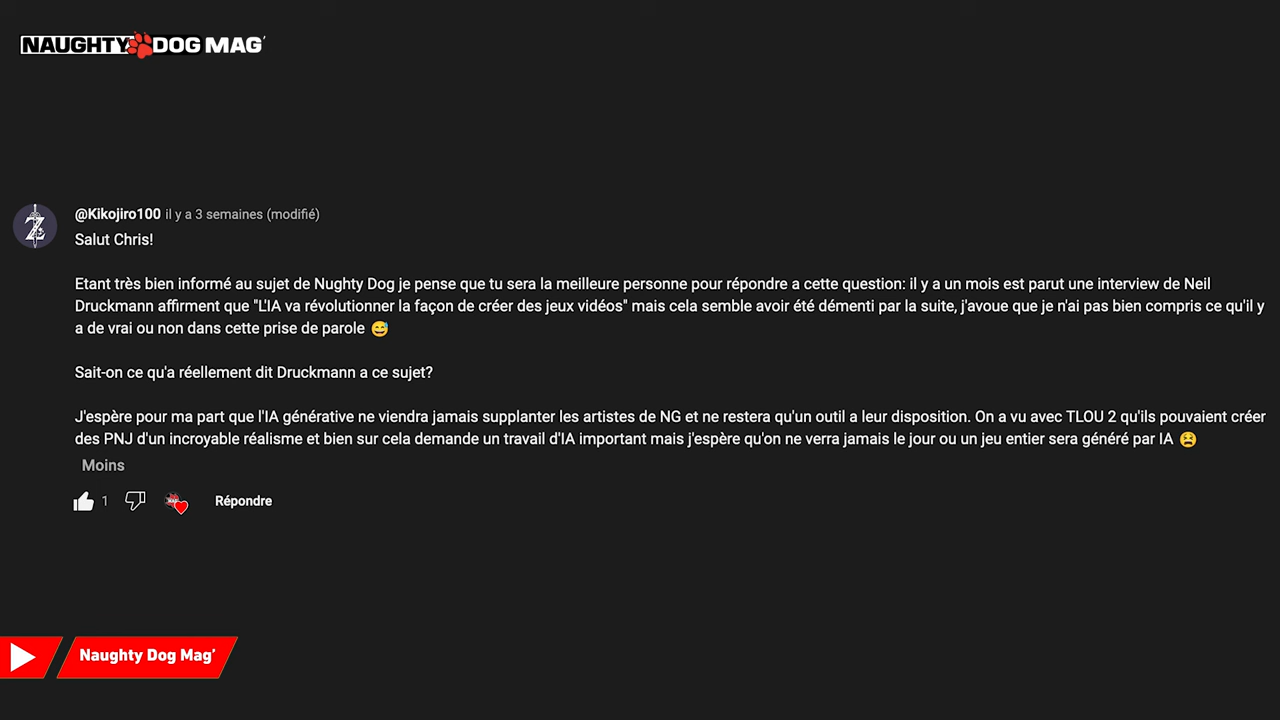 NAUGHTY DOG MAG'
@Kikojiro100 il y a 3 semaines (modifié)
Salut Chris!
Etant très bien informé au sujet de Nughty Dog je pense que tu sera la meilleure personne pour répondre a cette question: il y a un mois est parut une interview de Neil
Druckmann affirment que "L'IA va révolutionner la façon de créer des jeux vidéos" mais cela semble avoir été démenti par la suite, j'avoue que je n'ai pas bien compris ce qu'il y
a de vrai ou non dans cette prise de parole 😅
Sait-on ce qu'a réellement dit Druckmann a ce sujet?
J'espère pour ma part que l'IA générative ne viendra jamais supplanter les artistes de NG et ne restera qu'un outil a leur disposition. On a vu avec TLOU 2 qu'ils pouvaient créer
des PNJ d'un incroyable réalisme et bien sur cela demande un travail d'IA important mais j'espère qu'on ne verra jamais le jour ou un jeu entier sera généré par IA 😫
Moins
1 Répondre
Naughty Dog Mag'